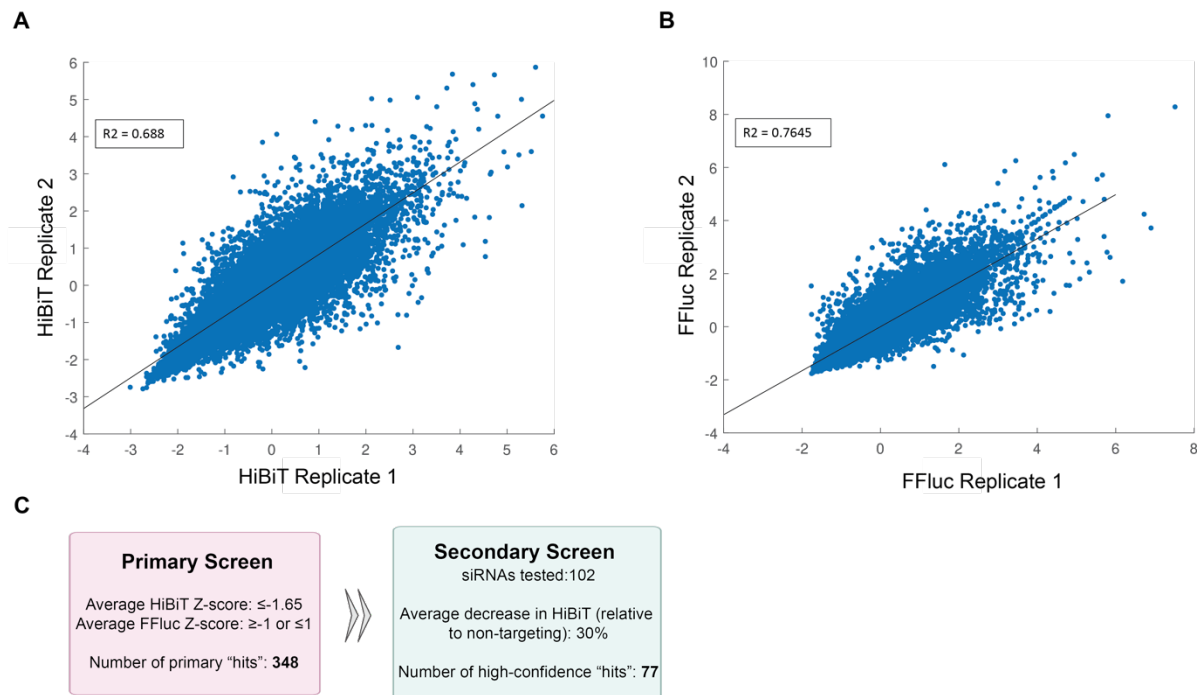 A
6
5
4
3
2
1
0
-1
-2
-3
-4
R2 = 0.688
HiBiT Replicate 2
-4 -3 -2 -1 0 1 2 3 4 5 6
HiBiT Replicate 1
B
10
8
6
4
2
0
-2
-4
R2 = 0.7645
FFluc Replicate 2
-4 -2 0 2 4 6 8
FFluc Replicate 1
C
Primary Screen
Average HiBiT Z-score: ≤-1.65
Average FFluc Z-score: ≥-1 or ≤1
Number of primary “hits”: 348
Secondary Screen
siRNAs tested:102
Average decrease in HiBiT (relative
to non-targeting): 30%
Number of high-confidence “hits”: 77